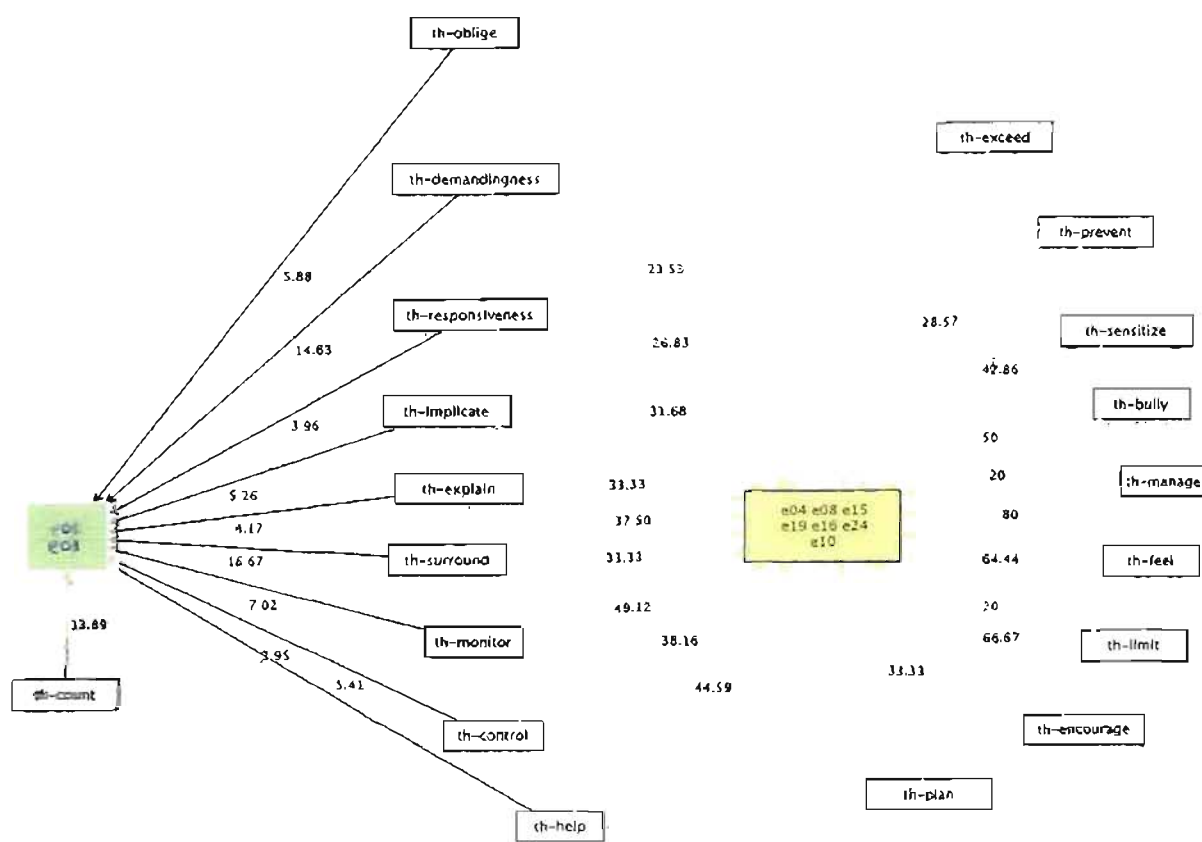 th-oblige
th-exceed
th-demandingness
th-prevent
5.88
23.53
th-responsiveness
28.57
th-sensitize
14.63
26.83
th-implicate
3.96
31.68
th-bully
50
5.26
th-explain
33.33
20
th-manage
4.17
37.50
e04 e08 e15
e19 e16 e24
e10
80
16.67
th-surround
33.33
64.44
th-feel
7.02
49.12
20
13.89
th-monitor
38.16
66.67
th-limit
3.95
5.41
44.59
33.33
th-count
th-control
th-encourage
th-plan
th-help